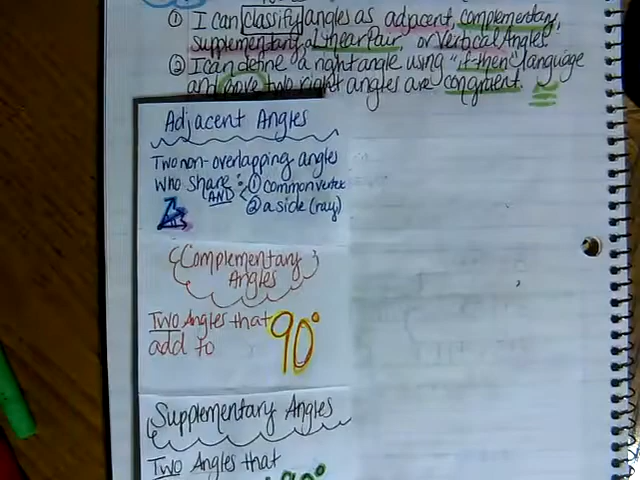 ① I can classify angles as adjacent, complementary,
supplementary, a Linear Pair, or Vertical Angles.
② I can define a right angle using "if-then" language
and prove two right angles are congruent.
Adjacent Angles
Two non-overlapping angles
who share: ① common vertex
AND
② a side (ray)
Complementary
Angles
Two Angles that
add to 90°
Supplementary Angles
Two Angles that